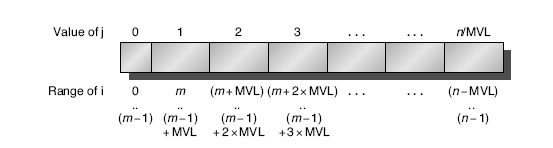 Value of j 0 1 2 3 . . . . . . n/MVL
Range of i 0 m (m+MVL) (m+2×MVL) . . . . . . (n−MVL)
.. .. .. .. ..
(m−1) (m−1) (m−1) (m−1) (n−1)
+MVL +2×MVL +3×MVL